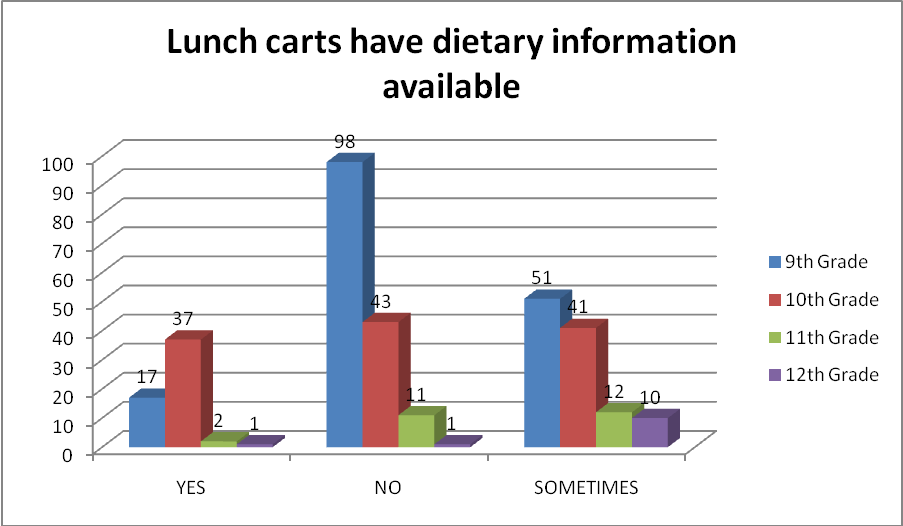 Lunch carts have dietary information
available
100
90
80
70
60
50
40
30
20
10
0
17
37
2
1
98
43
11
1
51
41
12
10
YES
NO
SOMETIMES
9th Grade
10th Grade
11th Grade
12th Grade